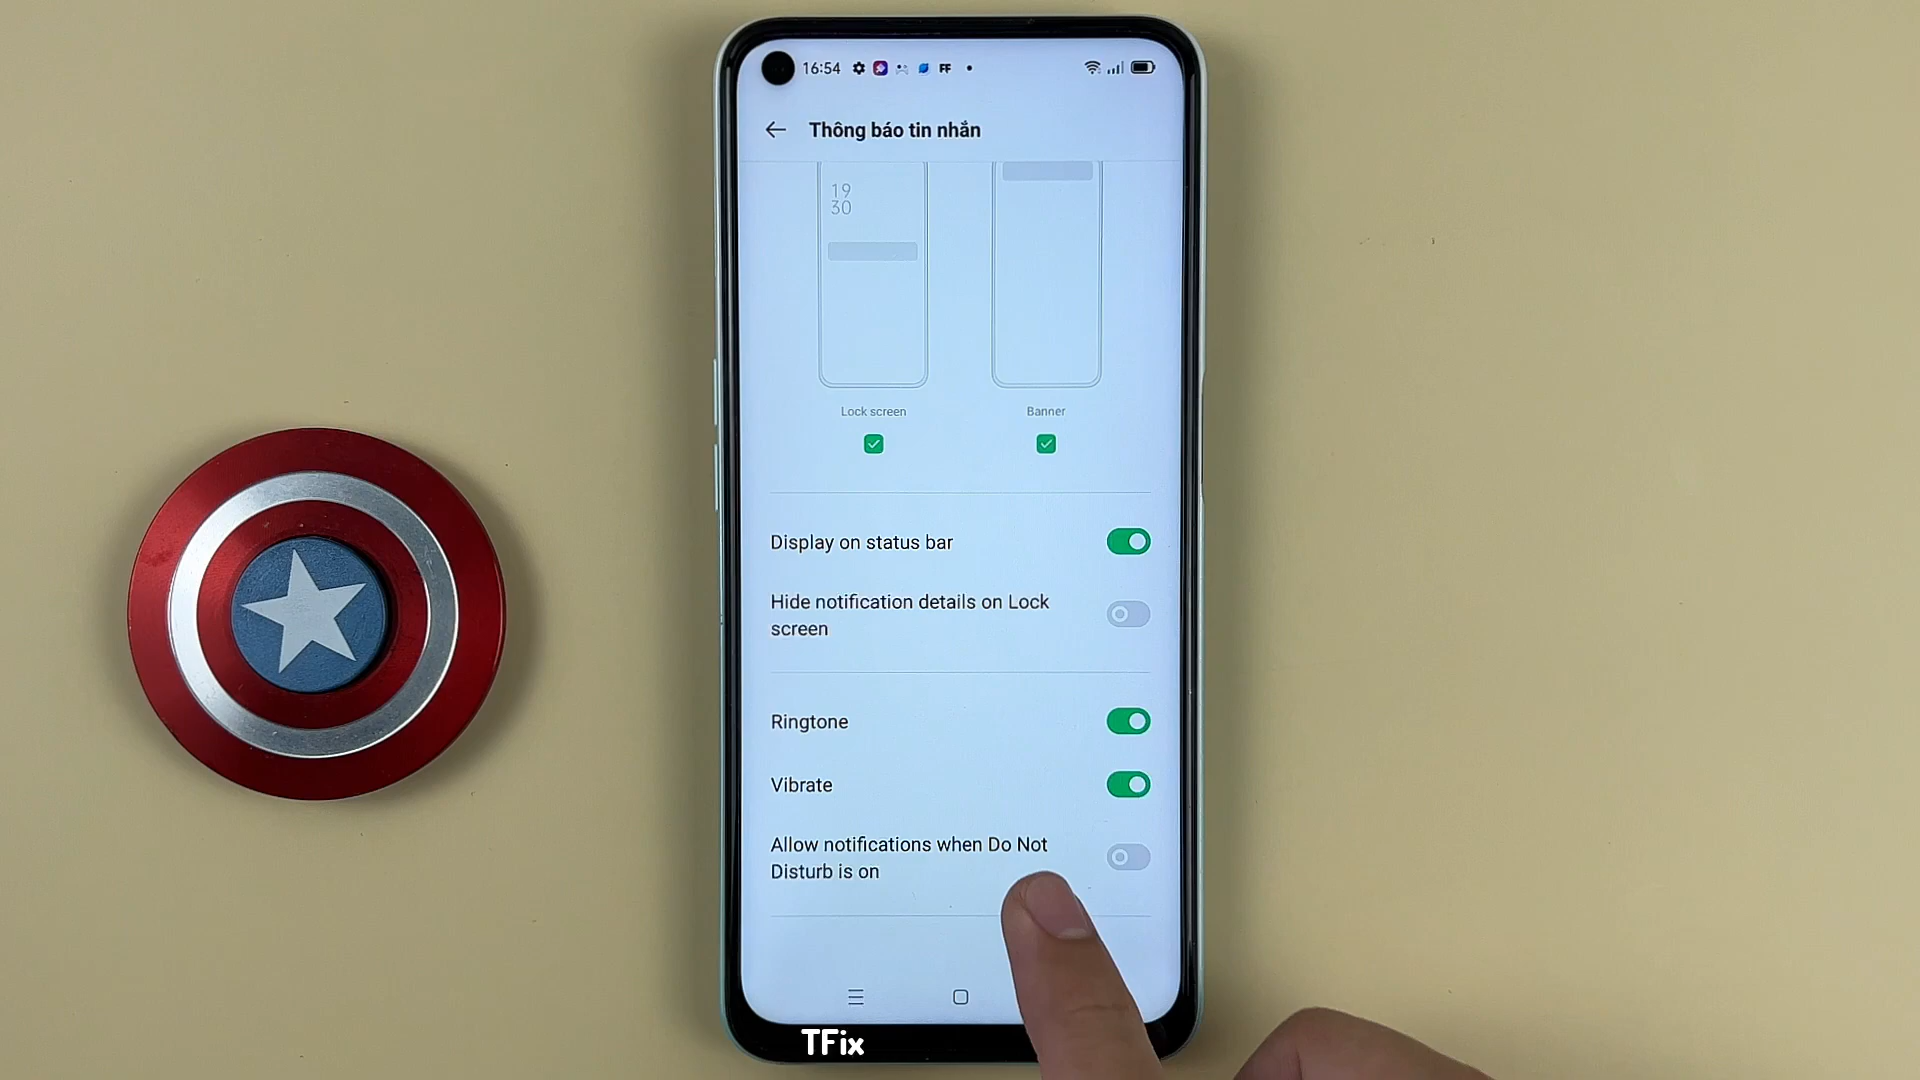 16:54 FF
Thông báo tin nhắn
19
30
Lock screen
Banner
Display on status bar
Hide notification details on Lock
screen
Ringtone
Vibrate
Allow notifications when Do Not
Disturb is on
TFix